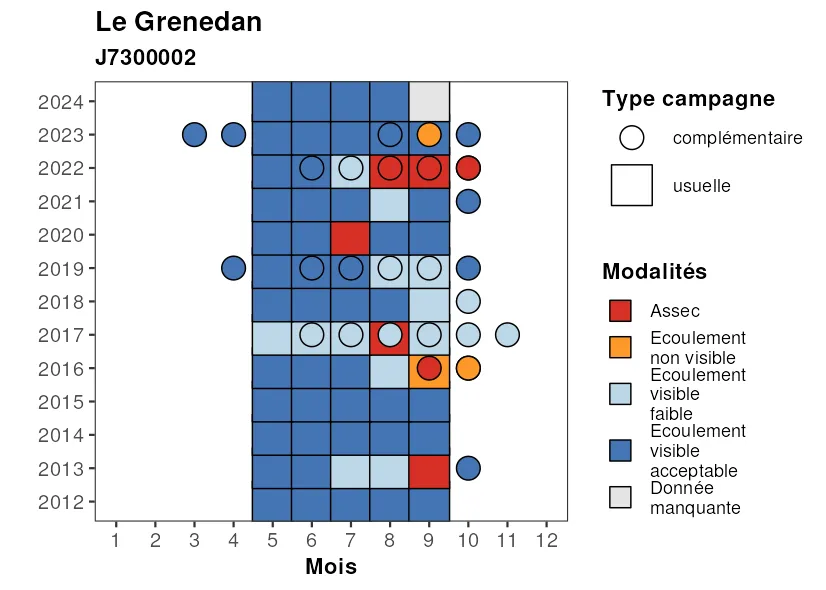 Le Grenedan
J7300002
2024
2023
2022
2021
2020
2019
2018
2017
2016
2015
2014
2013
2012
1 2 3 4 5 6 7 8 9 10 11 12
Mois
Type campagne
complémentaire
usuelle
Modalités
Assec
Ecoulement
non visible
Ecoulement
visible
faible
Ecoulement
visible
acceptable
Donnée
manquante